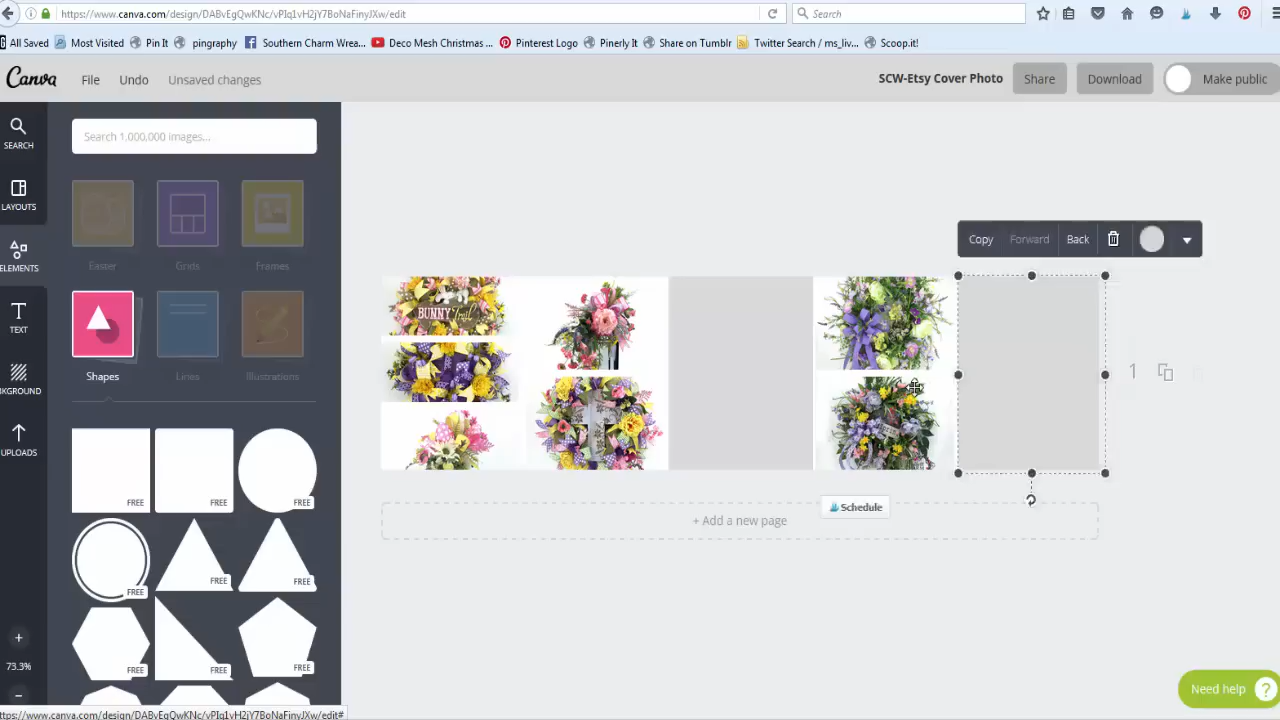 https://www.canva.com/design/DABvEgQwKNc/vPIq1vH2jY7BoNaFinyJXw/edit
Search
All Saved
Most Visited
Pin It
pingraphy
Southern Charm Wrea...
Deco Mesh Christmas ...
Pinterest Logo
Pinerly It
Share on Tumblr
Twitter Search / ms_liv...
Scoop.it!
Canva
File
Undo
Unsaved changes
SCW-Etsy Cover Photo
Share
Download
Make public
SEARCH
LAYOUTS
ELEMENTS
TEXT
KGROUND
UPLOADS
73.3%
Search 1,000,000 images...
Easter
Grids
Frames
Shapes
Lines
Illustrations
FREE
FREE
FREE
FREE
FREE
FREE
FREE
FREE
FREE
Copy
Forward
Back
BUNNY Trail
1
Schedule
+ Add a new page
Need help
?
ttps://www.canva.com/design/DABvEgQwKNc/vPIq1vH2jY7BoNaFinyJXw/edit#